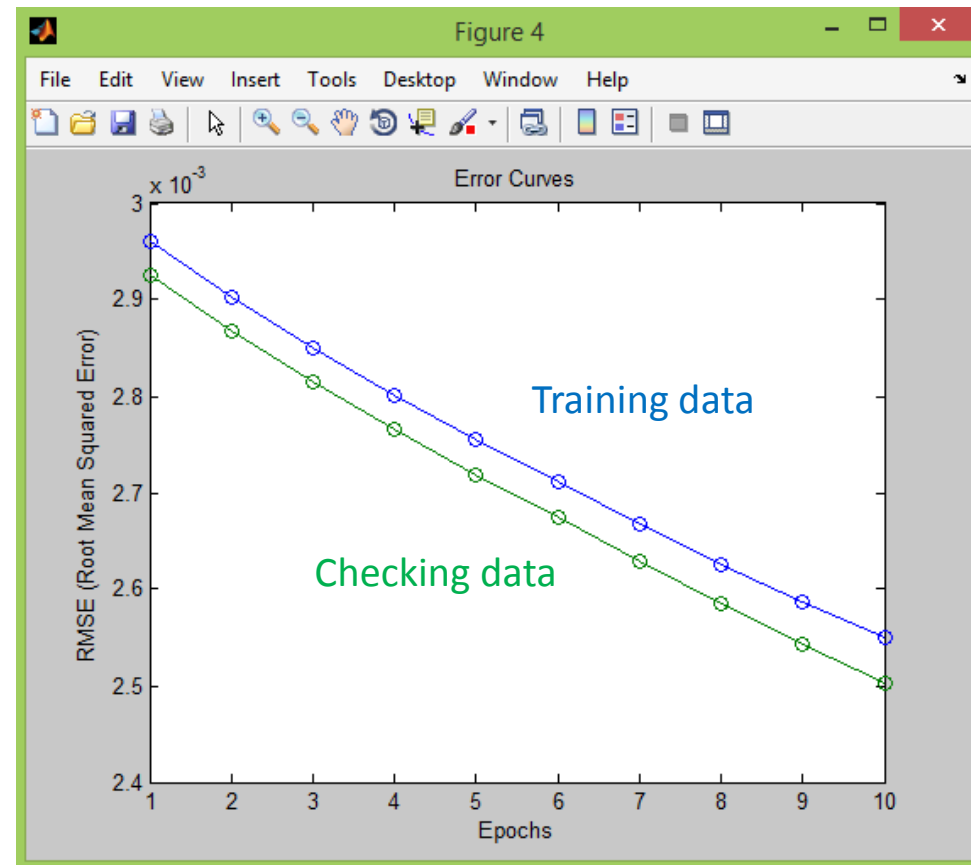 Figure 4
File Edit View Insert Tools Desktop Window Help
x 10^-3
Error Curves
3
2.9
2.8
2.7
2.6
2.5
2.4
RMSE (Root Mean Squared Error)
Training data
Checking data
1 2 3 4 5 6 7 8 9 10
Epochs